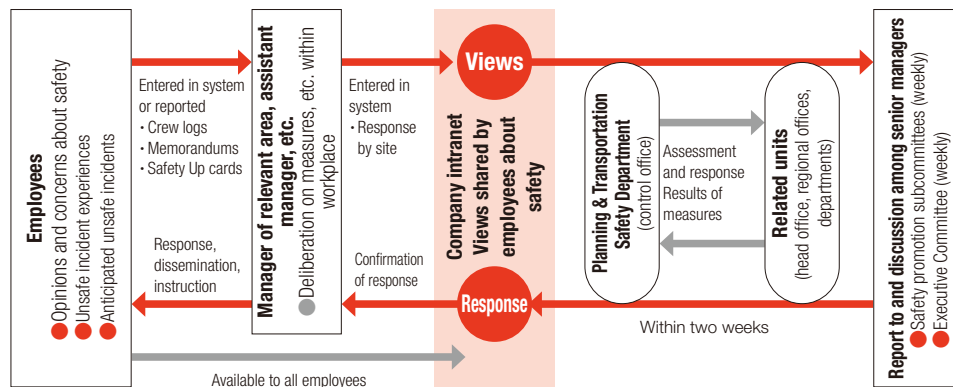 Employees
Opinions and concerns about safety
Unsafe incident experiences
Anticipated unsafe incidents
Entered in system
or reported
・Crew logs
・Memorandums
・Safety Up cards
Response,
dissemination,
instruction
Manager of relevant area, assistant
manager, etc.
Deliberation on measures, etc. within
workplace
Entered in
system
・Response
by site
Confirmation
of response
Views
Company intranet
Views shared by
employees about
safety
Response
Planning & Transportation
Safety Department
(control office)
Assessment
and response
Results of
measures
Related units
(head office, regional offices,
departments)
Within two weeks
Report to and discussion among senior managers
Safety promotion subcommittees (weekly)
Executive Committee (weekly)
Available to all employees